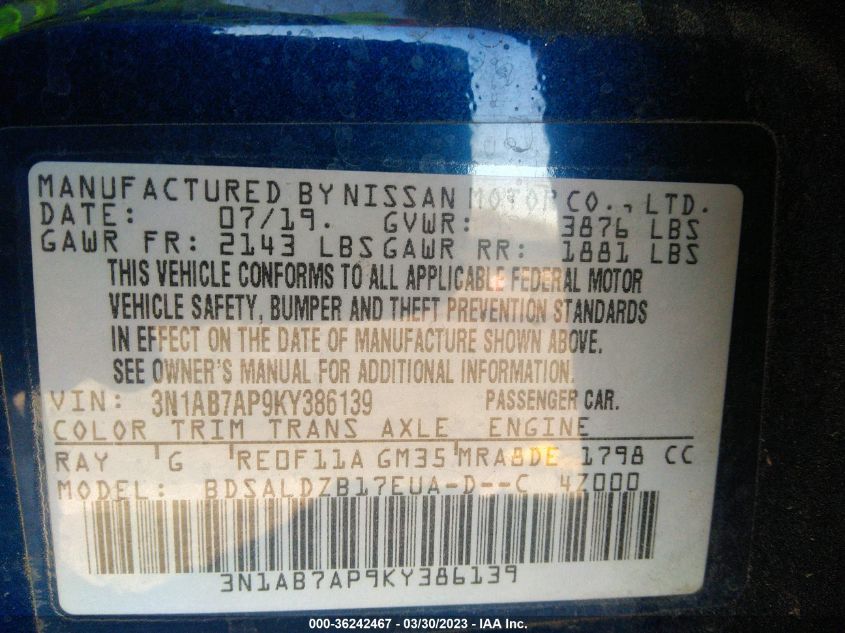 MANUFACTURED BY NISSAN MOTOR CO., LTD.
DATE: 07/19. GVWR: 3876 LBS
GAWR FR: 2143 LBS GAWR RR: 1881 LBS
THIS VEHICLE CONFORMS TO ALL APPLICABLE FEDERAL MOTOR
VEHICLE SAFETY, BUMPER AND THEFT PREVENTION STANDARDS
IN EFFECT ON THE DATE OF MANUFACTURE SHOWN ABOVE.
SEE OWNER'S MANUAL FOR ADDITIONAL INFORMATION.
VIN: 3N1AB7AP9KY386139 PASSENGER CAR.
COLOR TRIM TRANS AXLE ENGINE
RAY G RE0F11A GM35 MRA8DE 1798 CC
MODEL: BDSALDZB17EUA-D--C 4Z000
3N1AB7AP9KY386139
000-36242467 - 03/30/2023 - IAA Inc.